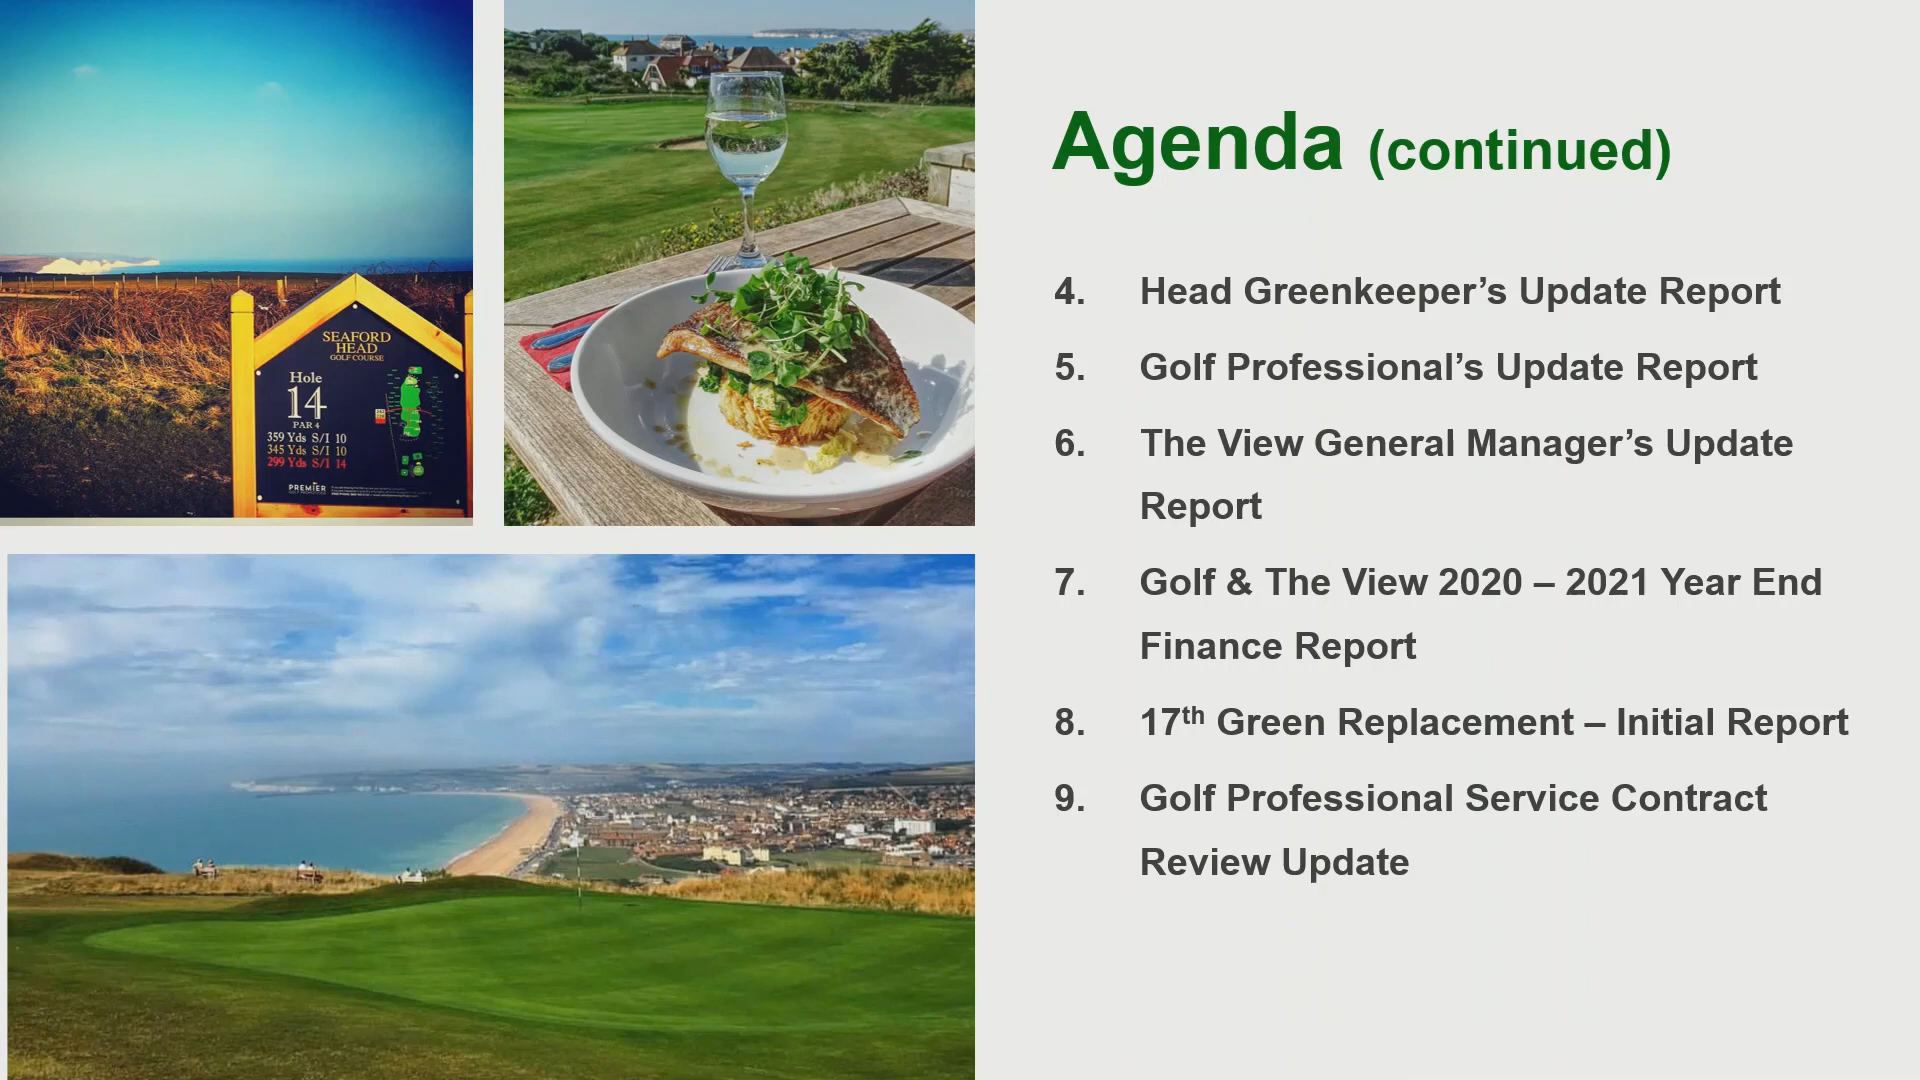 SEAFORD
HEAD
GOLF COURSE
Hole
14
PAR 4
359 Yds S/I 10
345 Yds S/I 10
299 Yds S/I 14
PREMIER
Agenda (continued)
4. Head Greenkeeper’s Update Report
5. Golf Professional’s Update Report
6. The View General Manager’s Update
Report
7. Golf & The View 2020 – 2021 Year End
Finance Report
8. 17th Green Replacement – Initial Report
9. Golf Professional Service Contract
Review Update